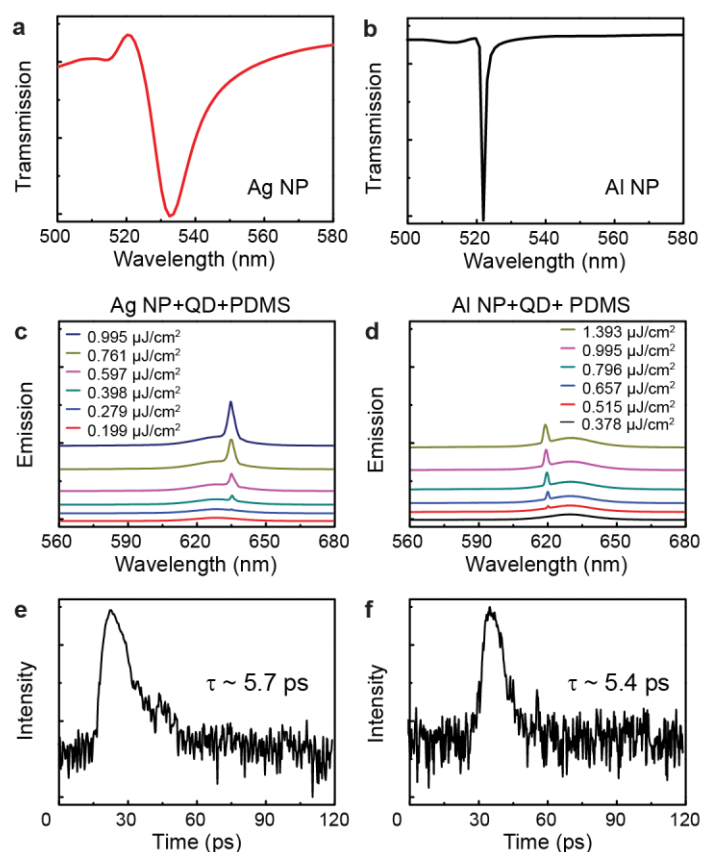 a
Transmission
Ag NP
500 520 540 560 580
Wavelength (nm)
b
Tramsmission
Al NP
500 520 540 560 580
Wavelength (nm)
Ag NP+QD+PDMS
c
0.995 µJ/cm²
0.761 µJ/cm²
0.597 µJ/cm²
0.398 µJ/cm²
0.279 µJ/cm²
0.199 µJ/cm²
Emission
560 590 620 650 680
Wavelength (nm)
Al NP+QD+ PDMS
d
1.393 µJ/cm²
0.995 µJ/cm²
0.796 µJ/cm²
0.657 µJ/cm²
0.515 µJ/cm²
0.378 µJ/cm²
Emission
560 590 620 650 680
Wavelength (nm)
e
Intensity
τ ~ 5.7 ps
0 30 60 90 120
Time (ps)
f
Intensity
τ ~ 5.4 ps
0 30 60 90 120
Time (ps)